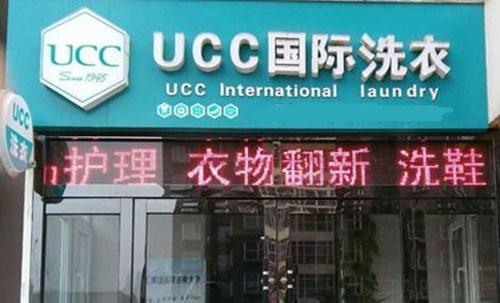 UCC
Since 1945
UCC国际洗衣
UCC International laundry
UCC
洗衣
护理 衣物翻新 洗鞋